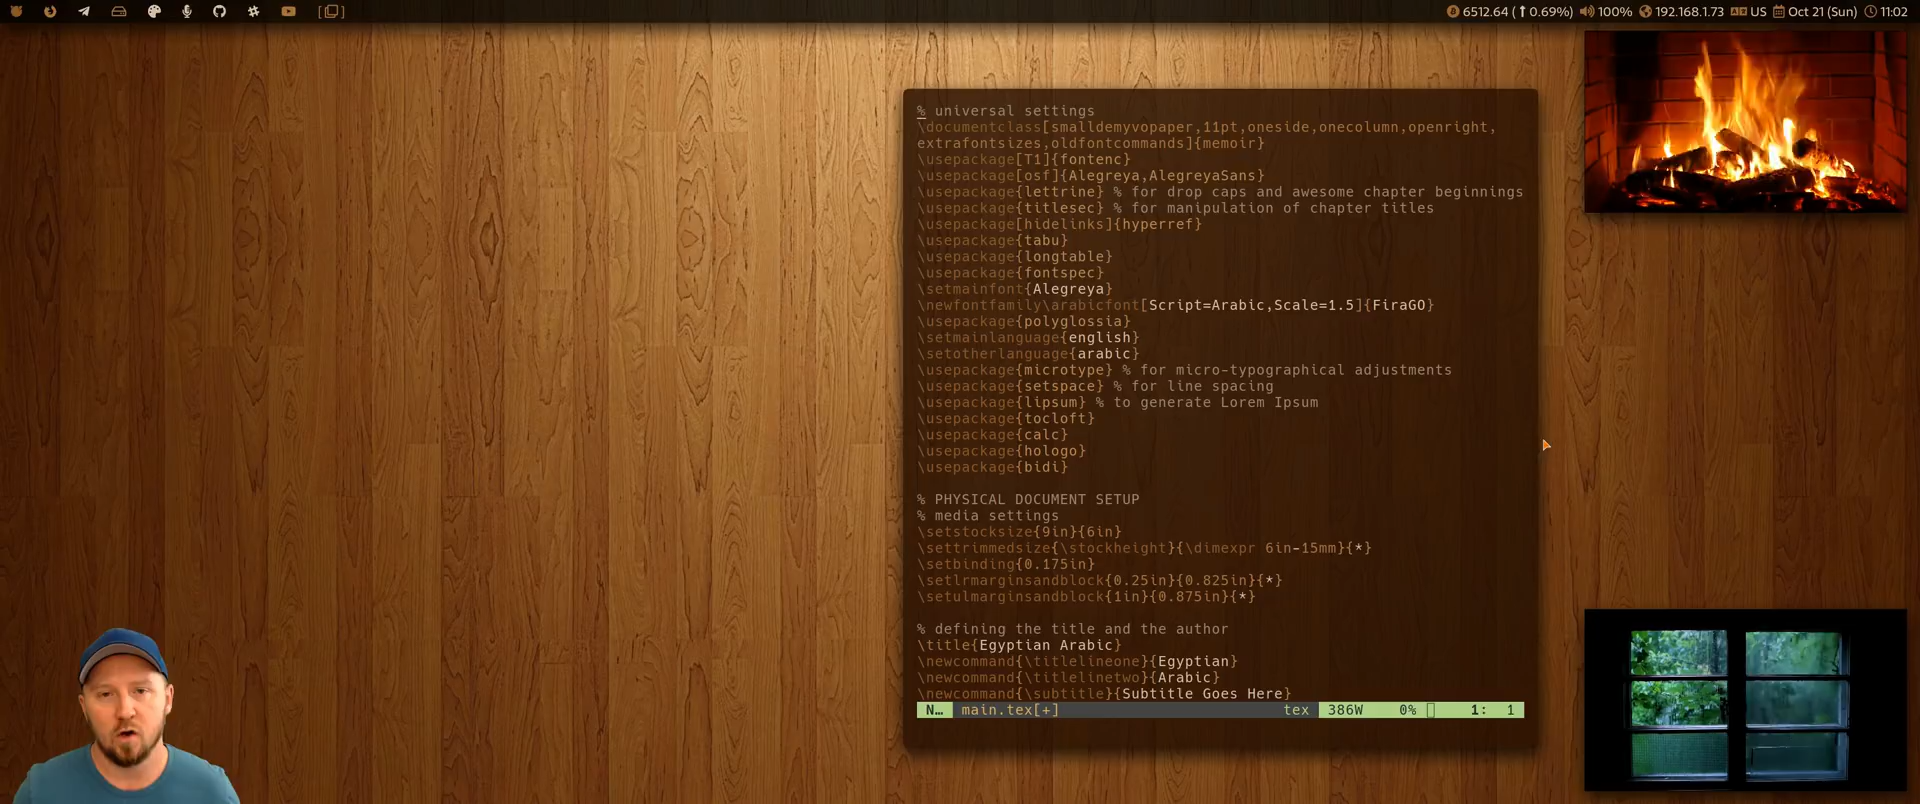 6512.64 ( 0.69%) 100% 192.168.1.73 US Oct 21 (Sun) 11:02
% universal settings
\documentclass[smalldemyvopaper,11pt,oneside,onecolumn,openright,
extrafontsizes,oldfontcommands]{memoir}
\usepackage[T1]{fontenc}
\usepackage[osf]{Alegreya,AlegreyaSans}
\usepackage{lettrine} % for drop caps and awesome chapter beginnings
\usepackage{titlesec} % for manipulation of chapter titles
\usepackage[hidelinks]{hyperref}
\usepackage{tabu}
\usepackage{longtable}
\usepackage{fontspec}
\setmainfont{Alegreya}
\newfontfamily\arabicfont[Script=Arabic,Scale=1.5]{FiraGO}
\usepackage{polyglossia}
\setmainlanguage{english}
\setotherlanguage{arabic}
\usepackage{microtype} % for micro-typographical adjustments
\usepackage{setspace} % for line spacing
\usepackage{lipsum} % to generate Lorem Ipsum
\usepackage{tocloft}
\usepackage{calc}
\usepackage{hologo}
\usepackage{bidi}
% PHYSICAL DOCUMENT SETUP
% media settings
\setstocksize{9in}{6in}
\settrimmedsize{\stockheight}{\dimexpr 6in-15mm}{*}
\setbinding{0.175in}
\setlrmarginsandblock{0.25in}{0.825in}{*}
\setulmarginsandblock{1in}{0.875in}{*}
% defining the title and the author
\title{Egyptian Arabic}
\newcommand{\titlelineone}{Egyptian}
\newcommand{\titlelinetwo}{Arabic}
\newcommand{\subtitle}{Subtitle Goes Here}
N… main.tex[+] tex 386W 0% 1: 1